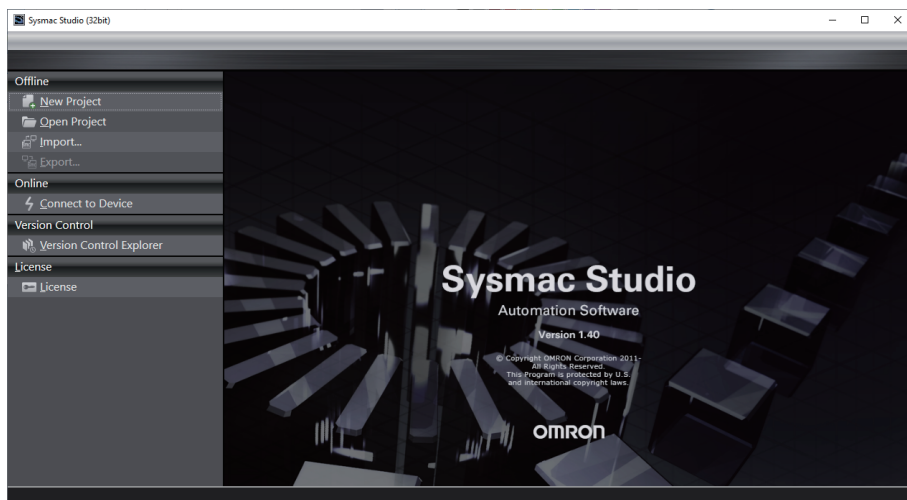 Sysmac Studio (32bit)
Offline
New Project
Open Project
Import...
Export...
Online
Connect to Device
Version Control
Version Control Explorer
License
License
Sysmac Studio
Automation Software
Version 1.40
© Copyright OMRON Corporation 2011-
All Rights Reserved.
This Program is protected by U.S.
and international copyright laws.
OMRON